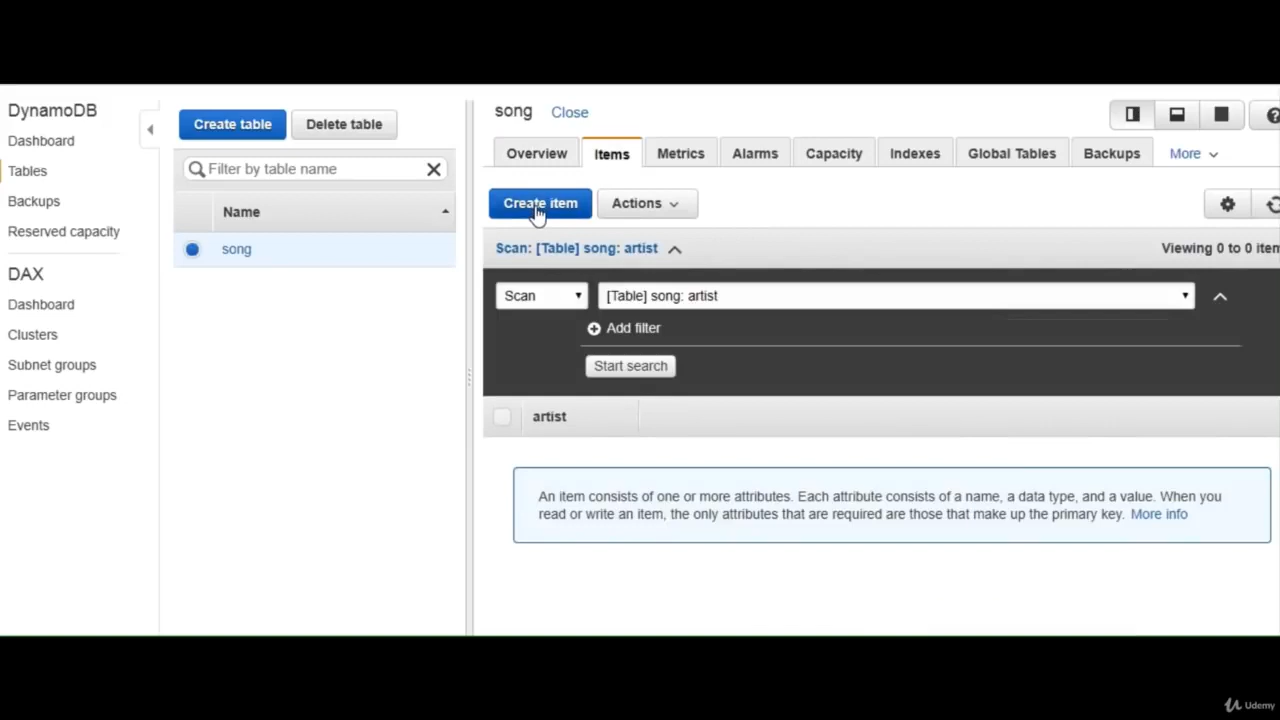 DynamoDB
Dashboard
Tables
Backups
Reserved capacity
DAX
Dashboard
Clusters
Subnet groups
Parameter groups
Events
Create table Delete table
Filter by table name
Name
song
song Close
Overview Items Metrics Alarms Capacity Indexes Global Tables Backups More
Create item Actions
Scan: [Table] song: artist Viewing 0 to 0 item
Scan [Table] song: artist
Add filter
Start search
artist
An item consists of one or more attributes. Each attribute consists of a name, a data type, and a value. When you
read or write an item, the only attributes that are required are those that make up the primary key. More info
Udemy